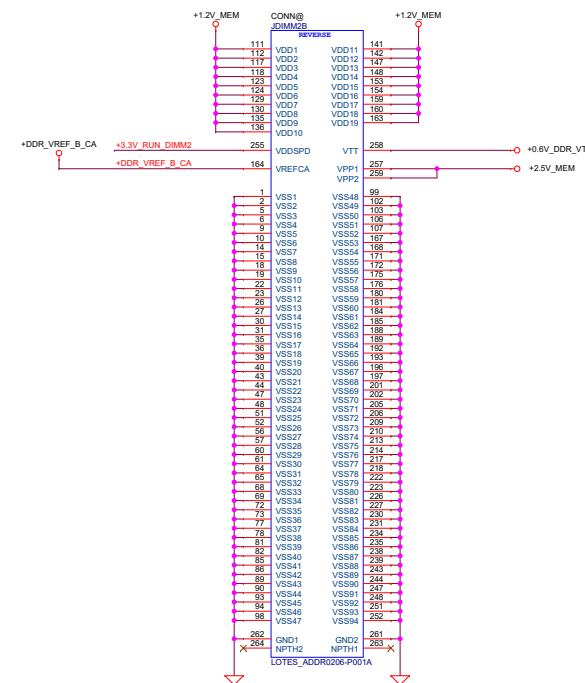 +1.2V_MEM CONN@ +1.2V_MEM
JDIMM2B
REVERSE
111 VDD1 VDD11 141
112 VDD2 VDD12 142
117 VDD3 VDD13 147
118 VDD4 VDD14 148
123 VDD5 VDD15 153
124 VDD6 VDD16 154
129 VDD7 VDD17 159
130 VDD8 VDD18 160
135 VDD9 VDD19 163
136 VDD10
+DDR_VREF_B_CA +3.3V_RUN_DIMM2 255 VDDSPD VTT 258 +0.6V_DDR_VT
+DDR_VREF_B_CA 164 VREFCA VPP1 257 +2.5V_MEM
VPP2 259
1 VSS1 VSS48 99
2 VSS2 VSS49 102
5 VSS3 VSS50 103
6 VSS4 VSS51 106
9 VSS5 VSS52 107
10 VSS6 VSS53 167
14 VSS7 VSS54 168
15 VSS8 VSS55 171
18 VSS9 VSS56 172
19 VSS10 VSS57 175
22 VSS11 VSS58 176
23 VSS12 VSS59 180
26 VSS13 VSS60 181
27 VSS14 VSS61 184
30 VSS15 VSS62 185
31 VSS16 VSS63 188
35 VSS17 VSS64 189
36 VSS18 VSS65 192
39 VSS19 VSS66 193
40 VSS20 VSS67 196
43 VSS21 VSS68 197
44 VSS22 VSS69 201
47 VSS23 VSS70 202
48 VSS24 VSS71 205
51 VSS25 VSS72 206
52 VSS26 VSS73 209
56 VSS27 VSS74 210
57 VSS28 VSS75 213
60 VSS29 VSS76 214
61 VSS30 VSS77 217
64 VSS31 VSS78 218
65 VSS32 VSS79 222
68 VSS33 VSS80 223
69 VSS34 VSS81 226
72 VSS35 VSS82 227
73 VSS36 VSS83 230
77 VSS37 VSS84 231
78 VSS38 VSS85 234
81 VSS39 VSS86 235
82 VSS40 VSS87 238
85 VSS41 VSS88 239
86 VSS42 VSS89 243
89 VSS43 VSS90 244
90 VSS44 VSS91 247
93 VSS45 VSS92 248
94 VSS46 VSS93 251
98 VSS47 VSS94 252
262 GND1 GND2 261
264 NPTH2 NPTH1 263
LOTES_ADDR0206-P001A